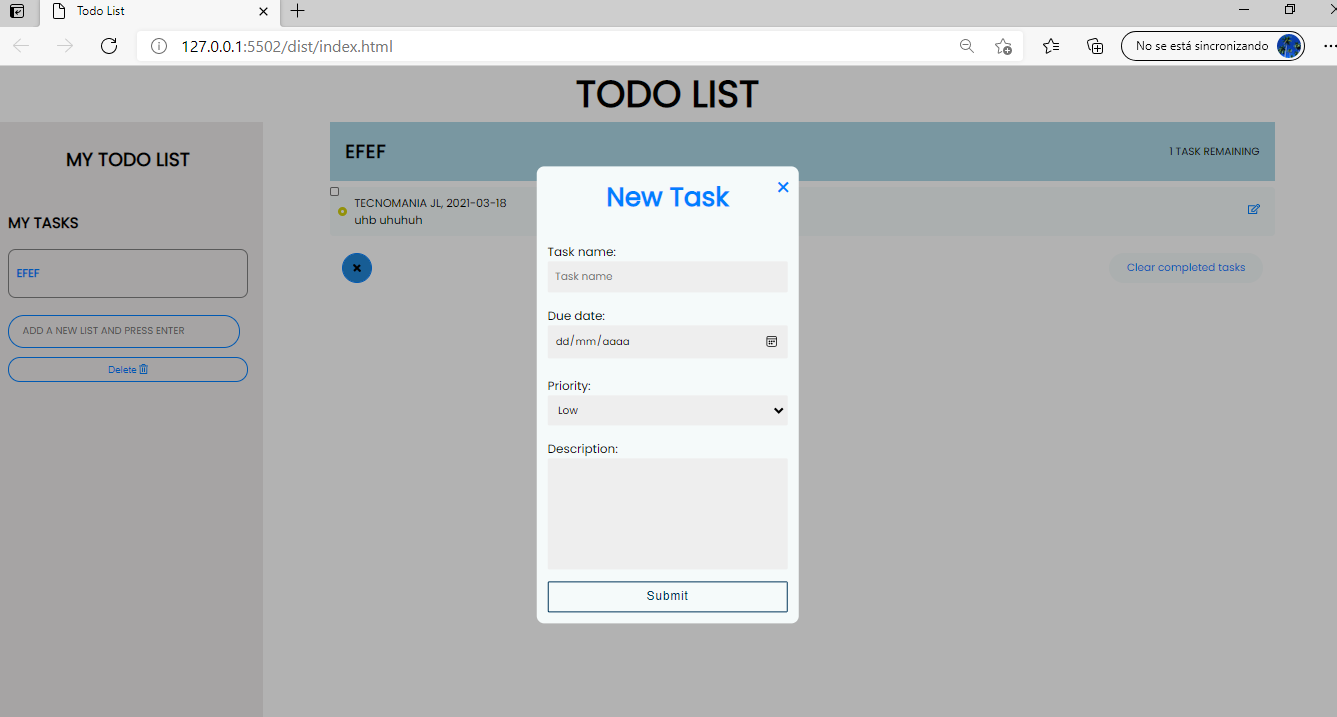 Todo List
127.0.0.1:5502/dist/index.html
No se está sincronizando
TODO LIST
MY TODO LIST
MY TASKS
EFEF
ADD A NEW LIST AND PRESS ENTER
Delete
EFEF
1 TASK REMAINING
TECNOMANIA JL, 2021-03-18
uhb uhuhuh
Clear completed tasks
New Task
Task name:
Task name
Due date:
dd/mm/aaaa
Priority:
Low
Description:
Submit